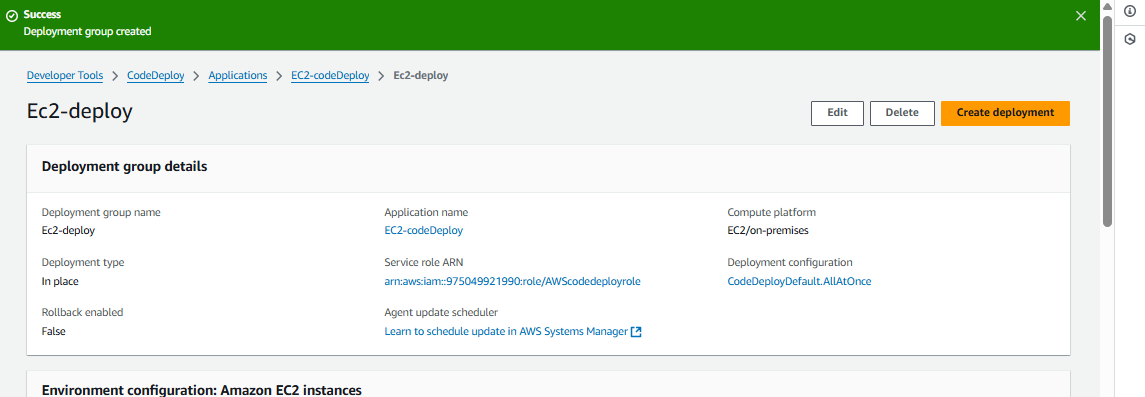 Success
Deployment group created
Developer Tools > CodeDeploy > Applications > EC2-codeDeploy > Ec2-deploy
Ec2-deploy
Edit Delete Create deployment
Deployment group details
Deployment group name Application name Compute platform
Ec2-deploy EC2-codeDeploy EC2/on-premises
Deployment type Service role ARN Deployment configuration
In place arn:aws:iam::975049921990:role/AWScodedeployrole CodeDeployDefault.AllAtOnce
Rollback enabled Agent update scheduler
False Learn to schedule update in AWS Systems Manager
Environment configuration: Amazon EC2 instances